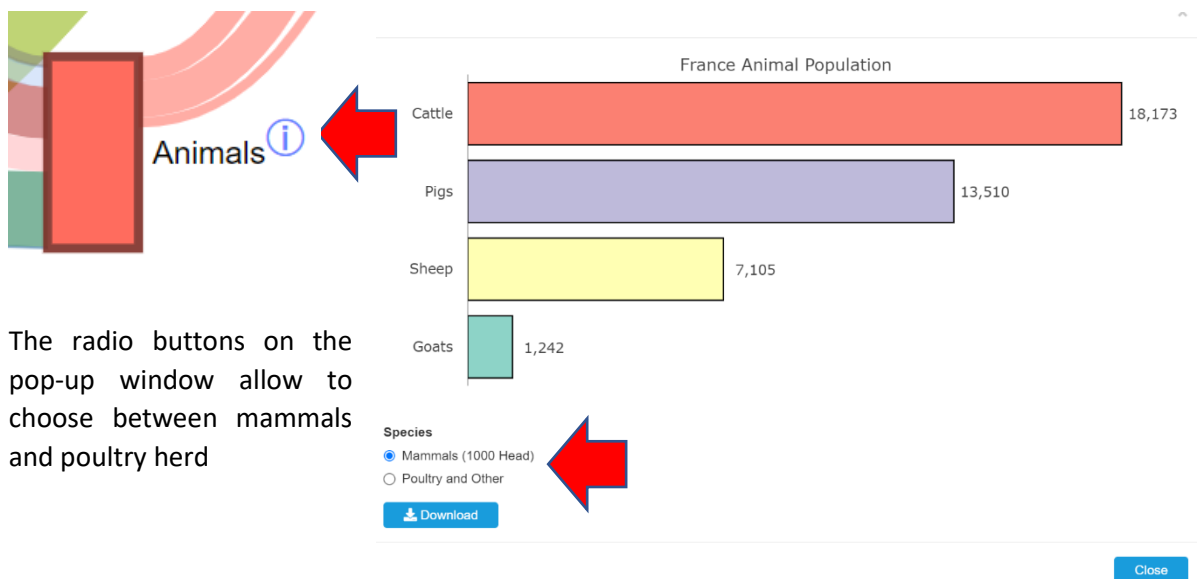 Animals
i
The radio buttons on the
pop-up window allow to
choose between mammals
and poultry herd
France Animal Population
Cattle 18,173
Pigs 13,510
Sheep 7,105
Goats 1,242
Species
Mammals (1000 Head)
Poultry and Other
Download
Close